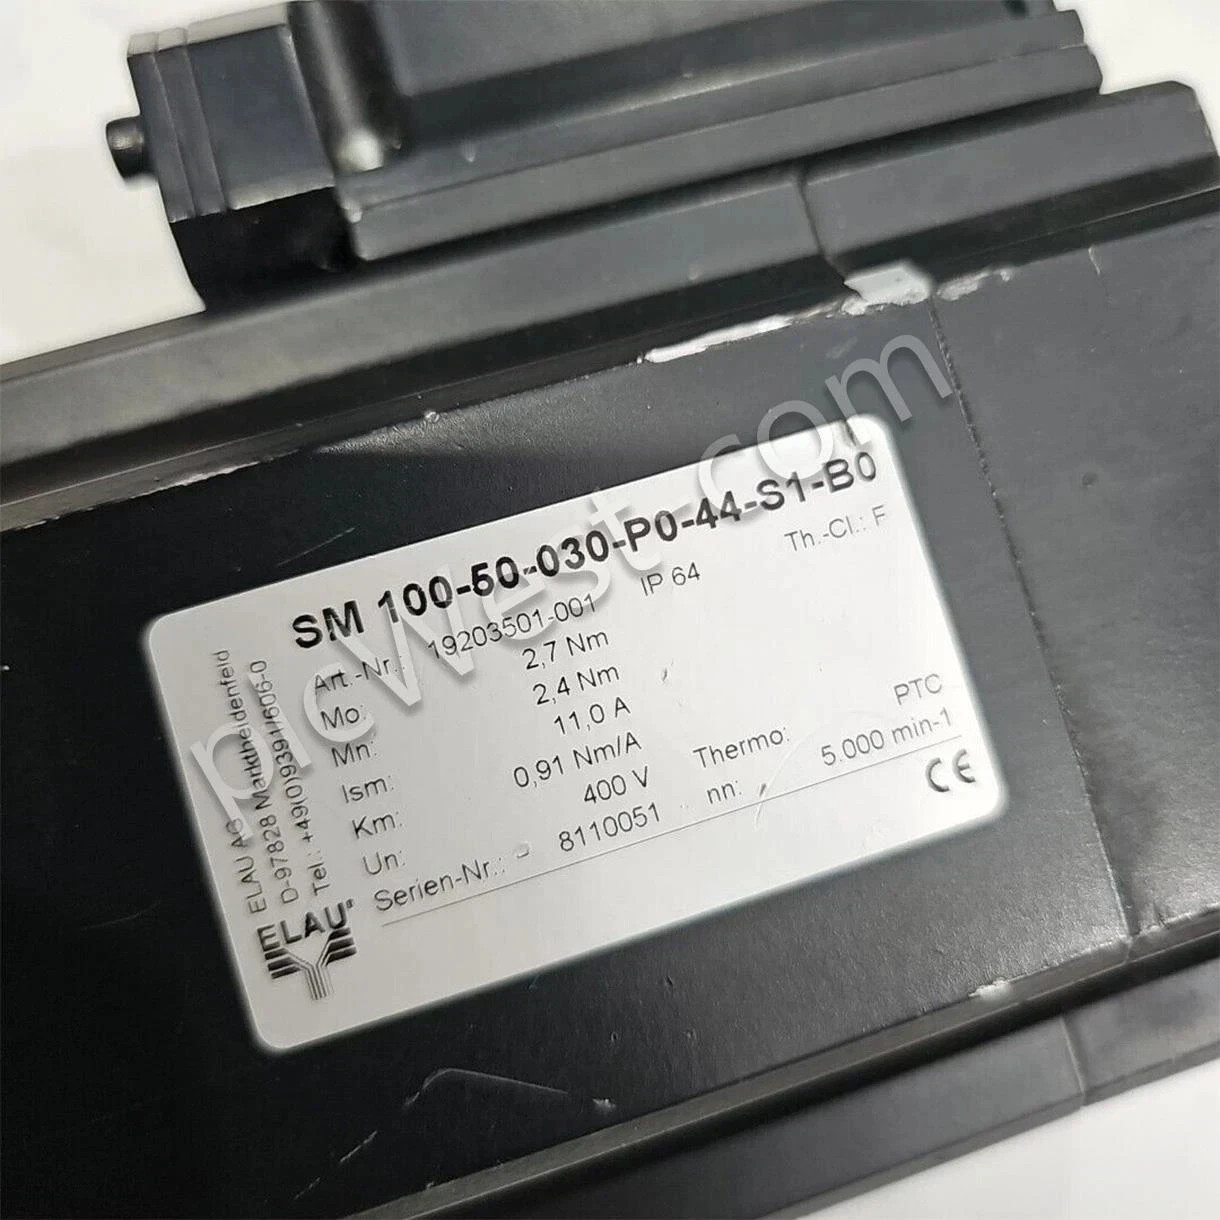 SM 100-50-030-P0-44-S1-B0
Art.-Nr.: 19203501-001 IP 64 Th.-Cl.: F
Mo: 2,7 Nm
Mn: 2,4 Nm
Ism: 11,0 A
Km: 0,91 Nm/A Thermo: PTC
Un: 400 V nn: 5.000 min-1
Serien-Nr.: 8110051
CE
ELAU AG
D-97828 Marktheidenfeld
Tel.: +49(0)9391/606-0
ELAU
plcwest.com